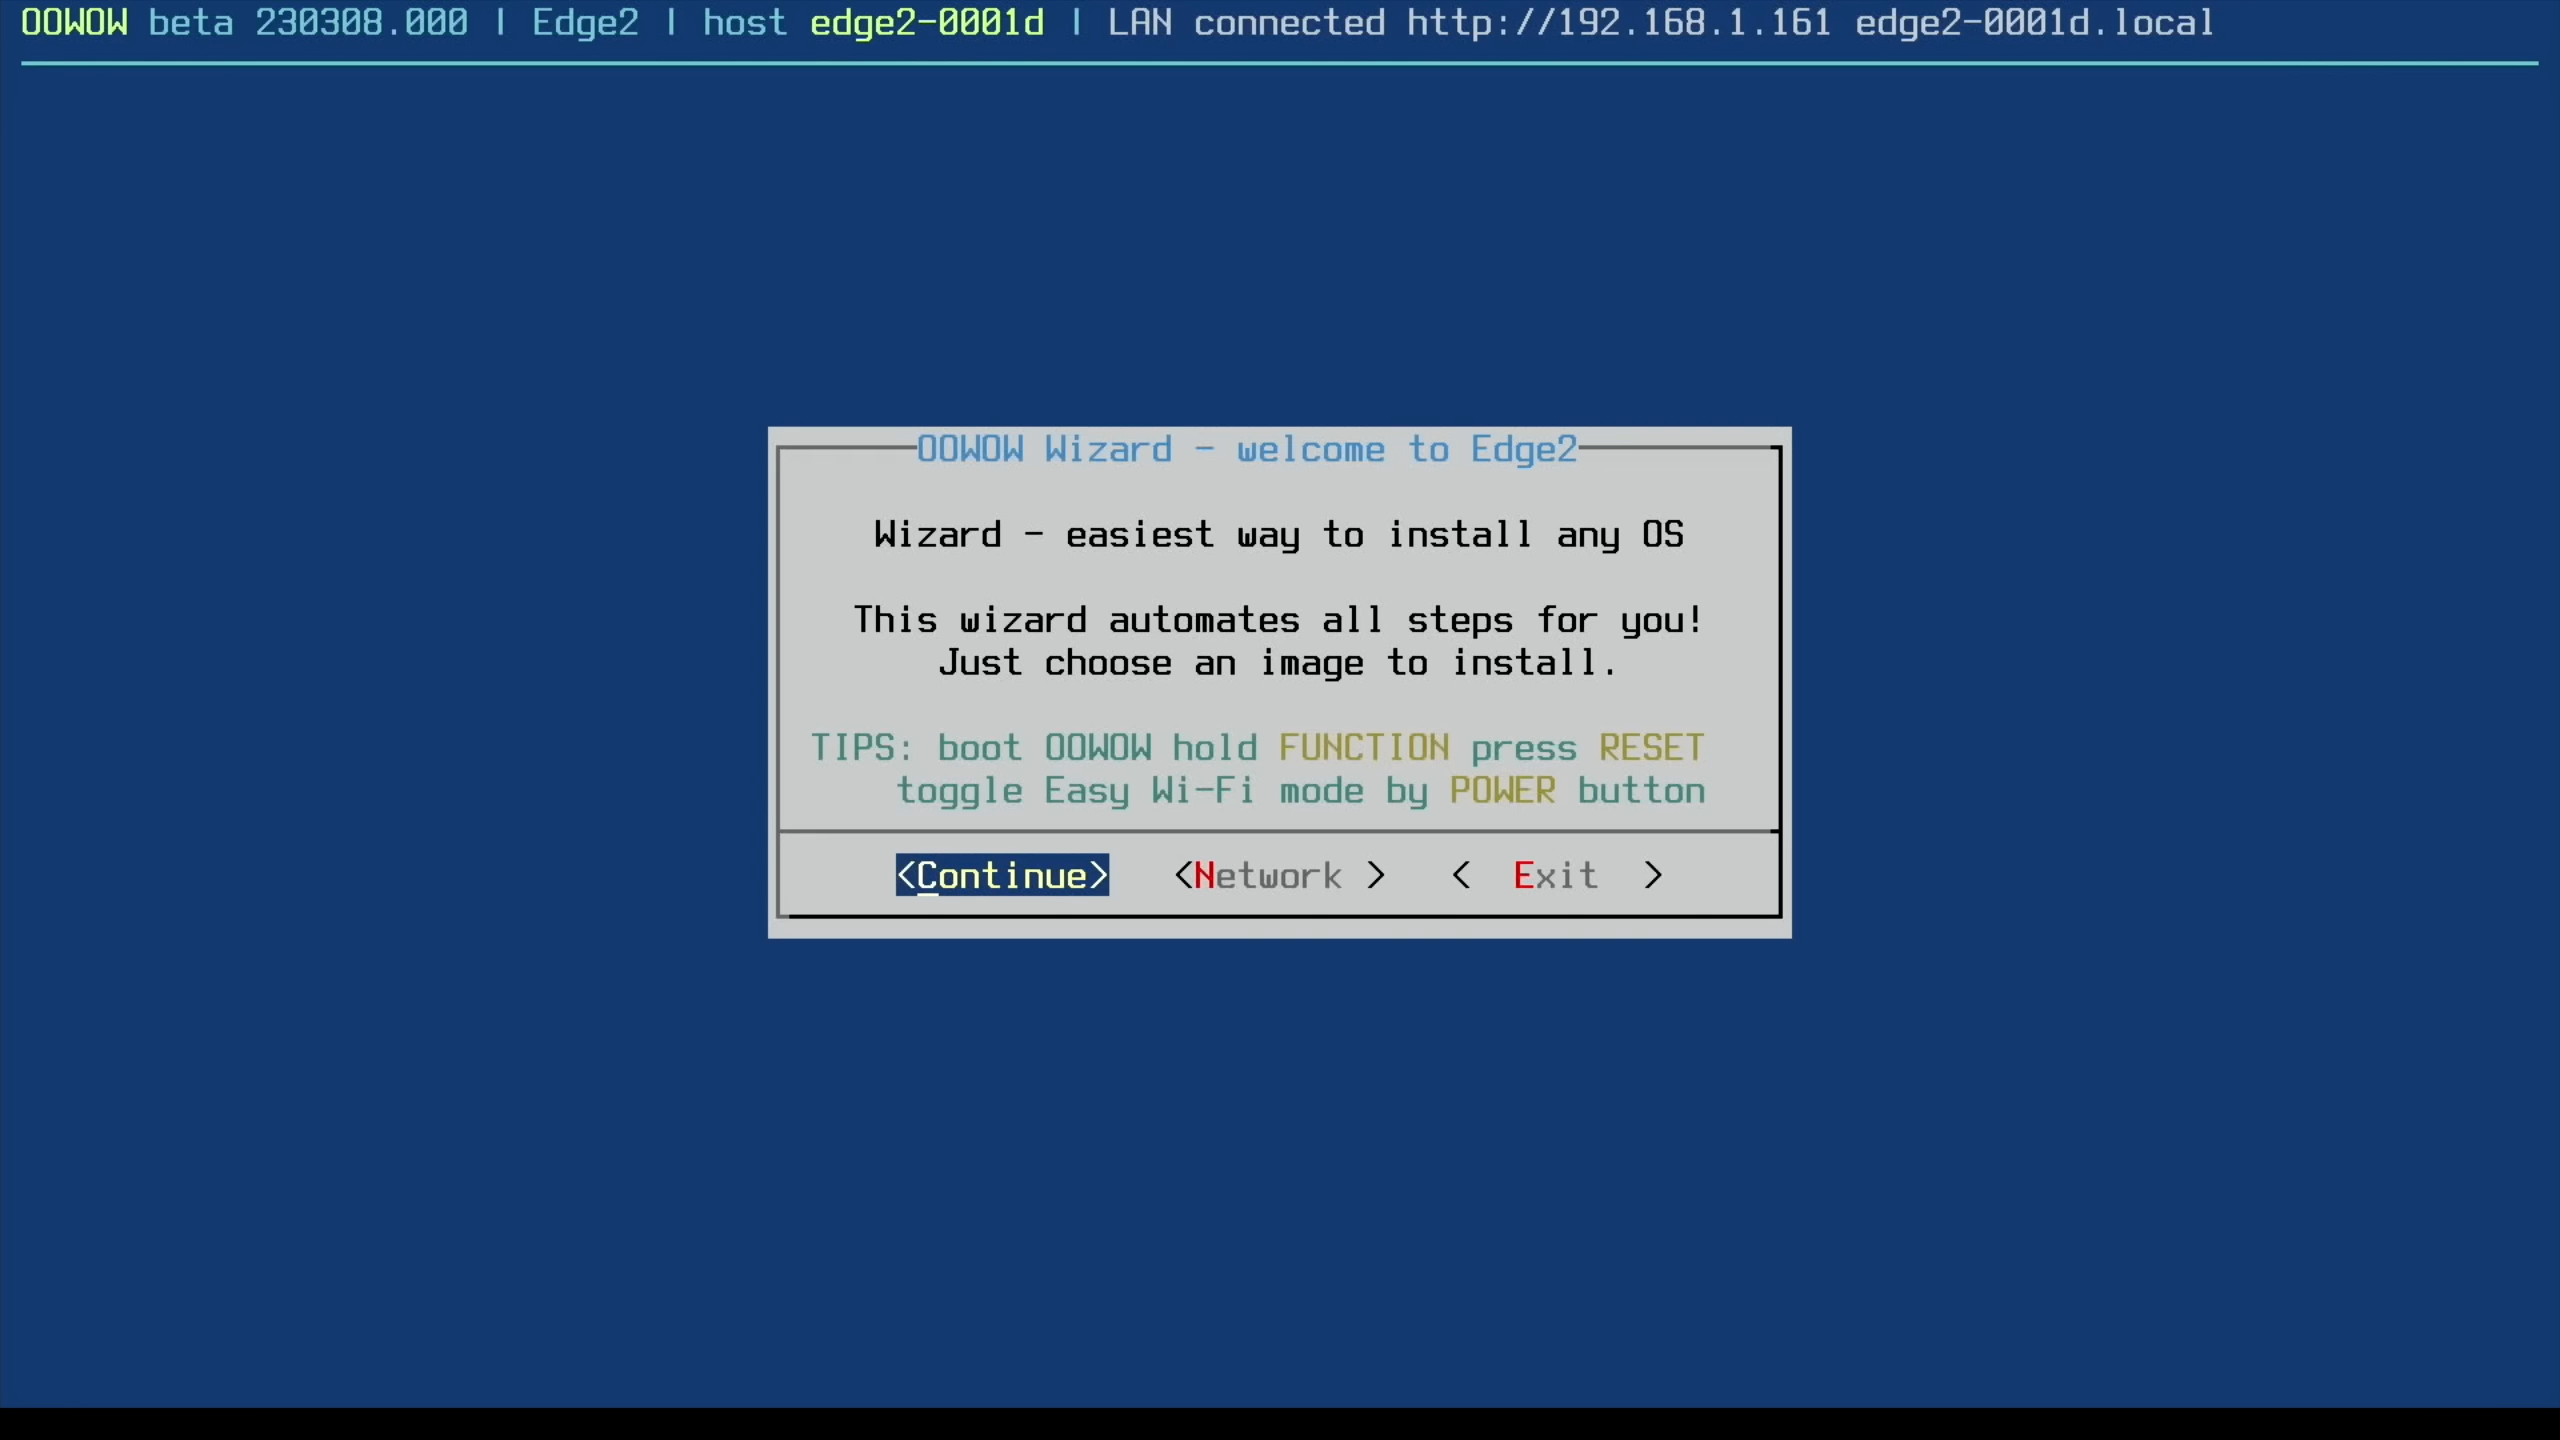 OOWOW beta 230308.000 | Edge2 | host edge2-0001d | LAN connected http://192.168.1.161 edge2-0001d.local
OOWOW Wizard - welcome to Edge2
Wizard - easiest way to install any OS
This wizard automates all steps for you!
Just choose an image to install.
TIPS: boot OOWOW hold FUNCTION press RESET
toggle Easy Wi-Fi mode by POWER button
<Continue> <Network > < Exit >